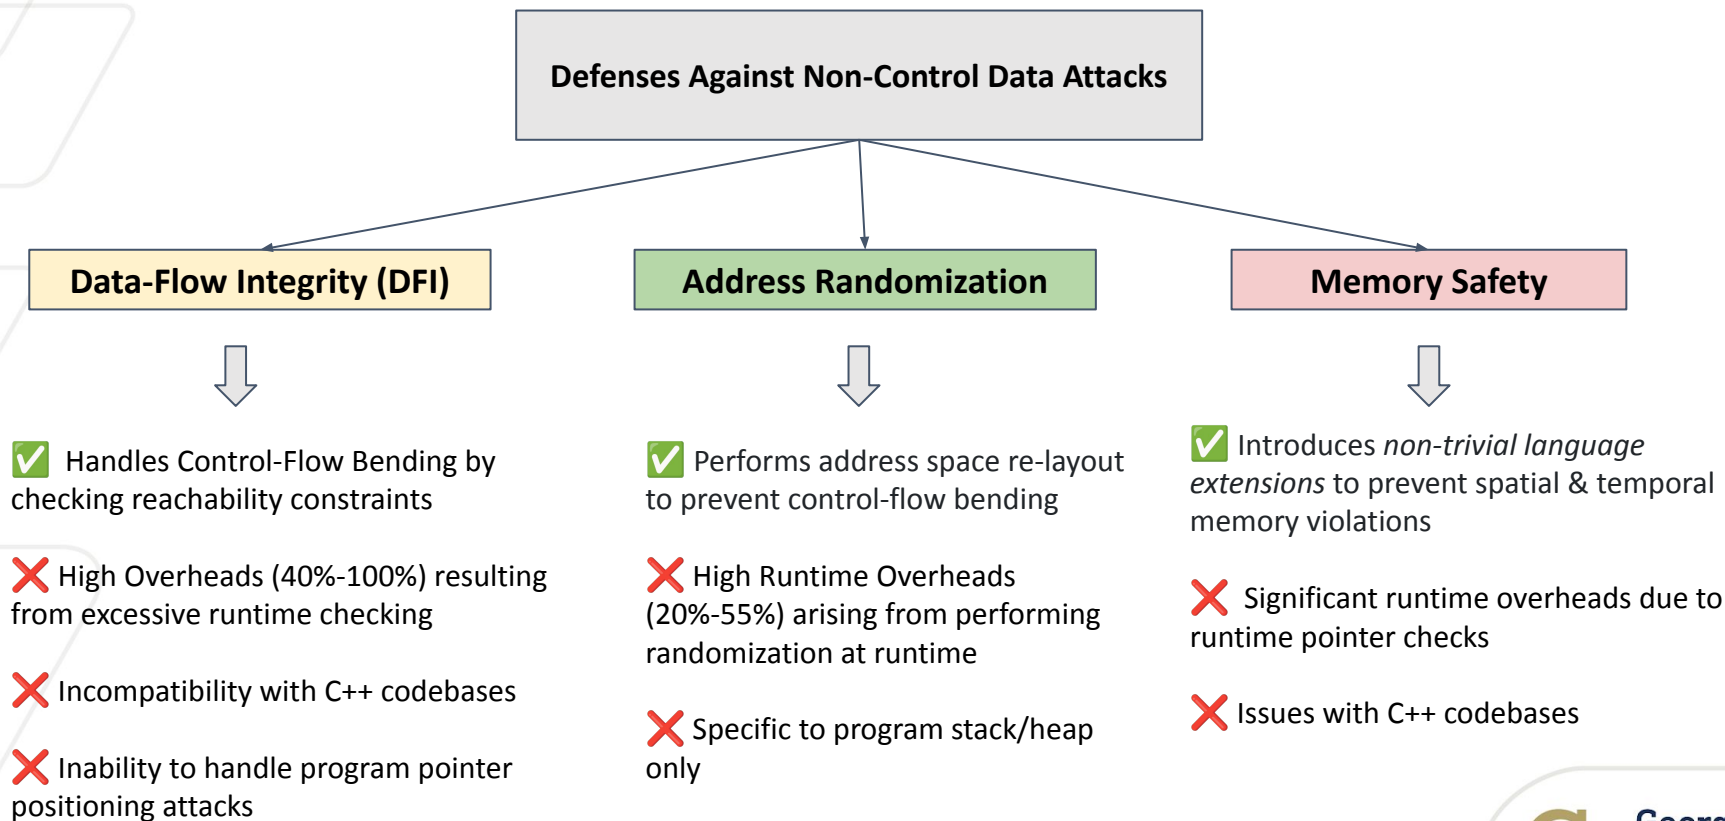 Defenses Against Non-Control Data Attacks
Data-Flow Integrity (DFI)
Address Randomization
Memory Safety
✅ Handles Control-Flow Bending by
checking reachability constraints
❌ High Overheads (40%-100%) resulting
from excessive runtime checking
❌ Incompatibility with C++ codebases
❌ Inability to handle program pointer
positioning attacks
✅ Performs address space re-layout
to prevent control-flow bending
❌ High Runtime Overheads
(20%-55%) arising from performing
randomization at runtime
❌ Specific to program stack/heap
only
✅ Introduces non-trivial language
extensions to prevent spatial & temporal
memory violations
❌ Significant runtime overheads due to
runtime pointer checks
❌ Issues with C++ codebases